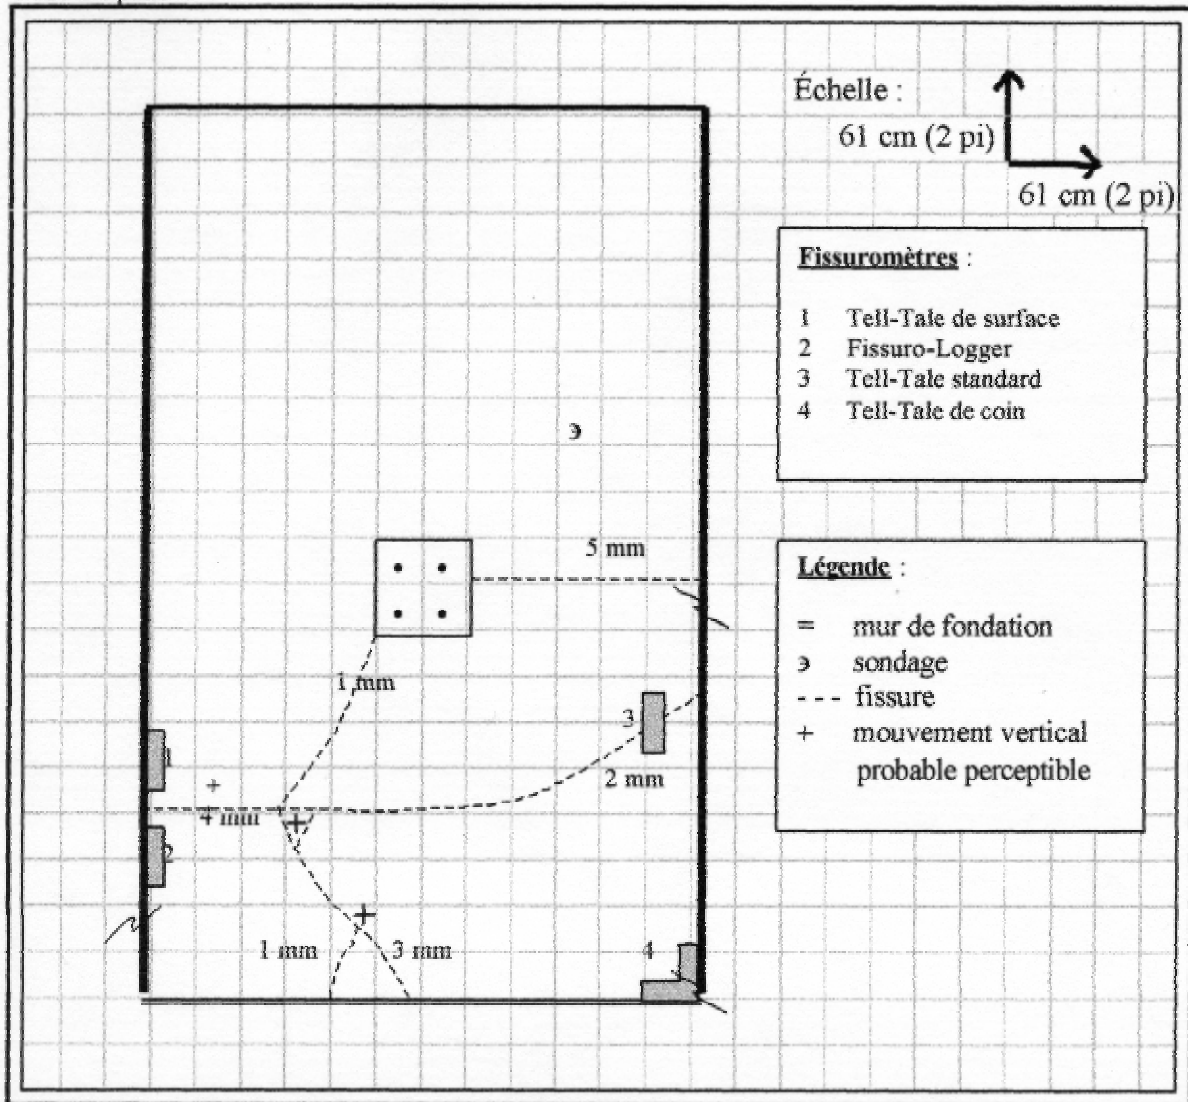 Échelle :
61 cm (2 pi)
61 cm (2 pi)
Fissuromètres :
1 Tell-Tale de surface
2 Fissuro-Logger
3 Tell-Tale standard
4 Tell-Tale de coin
5 mm
Légende :
= mur de fondation
э sondage
---- fissure
+ mouvement vertical
probable perceptible
э
1 mm
3
2 mm
1
+
4 mm
+
2
+
1 mm
3 mm
4